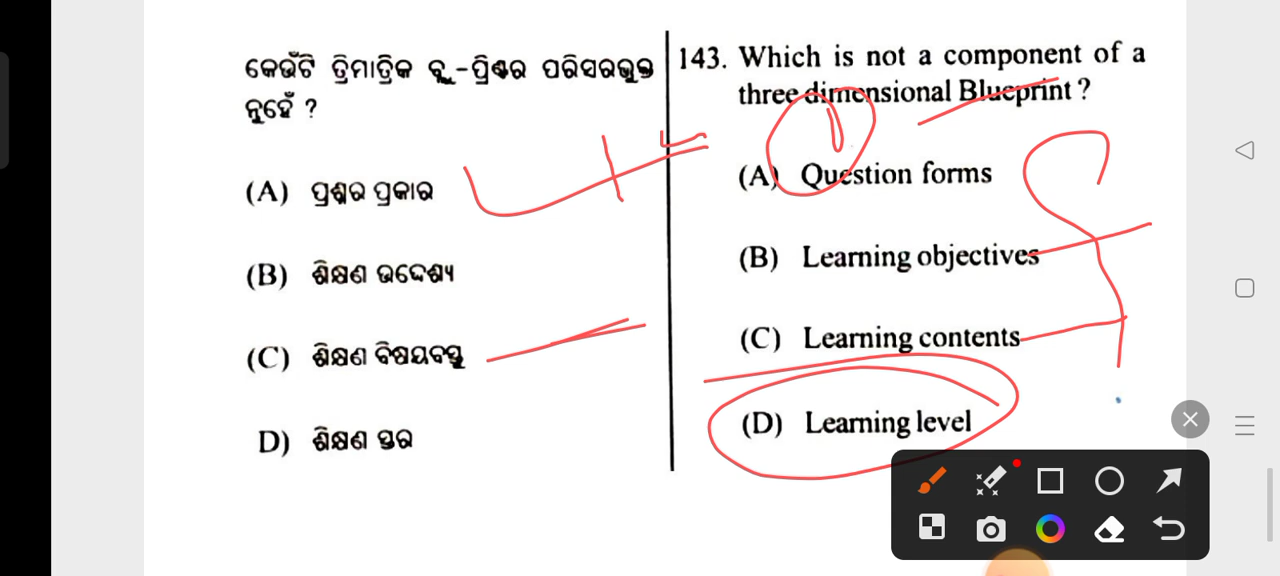 କେଉଁଟି ତ୍ରିମାତ୍ରିକ ବ୍ଲୁ-ପ୍ରିଣ୍ଟର ପରିସରଭୁକ୍ତ
ନୁହେଁ ?
(A) ପ୍ରଶ୍ନର ପ୍ରକାର
(B) ଶିକ୍ଷଣ ଉଦ୍ଦେଶ୍ୟ
(C) ଶିକ୍ଷଣ ବିଷୟବସ୍ତୁ
D) ଶିକ୍ଷଣ ସ୍ତର
143. Which is not a component of a
three dimensional Blueprint ?
(A) Question forms
(B) Learning objectives
(C) Learning contents
(D) Learning level